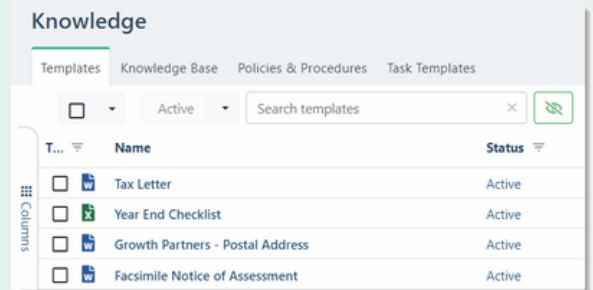 Knowledge
Templates Knowledge Base Policies & Procedures Task Templates
Active Search templates
T... Name Status
Tax Letter Active
Year End Checklist Active
Growth Partners - Postal Address Active
Facsimile Notice of Assessment Active
Columns